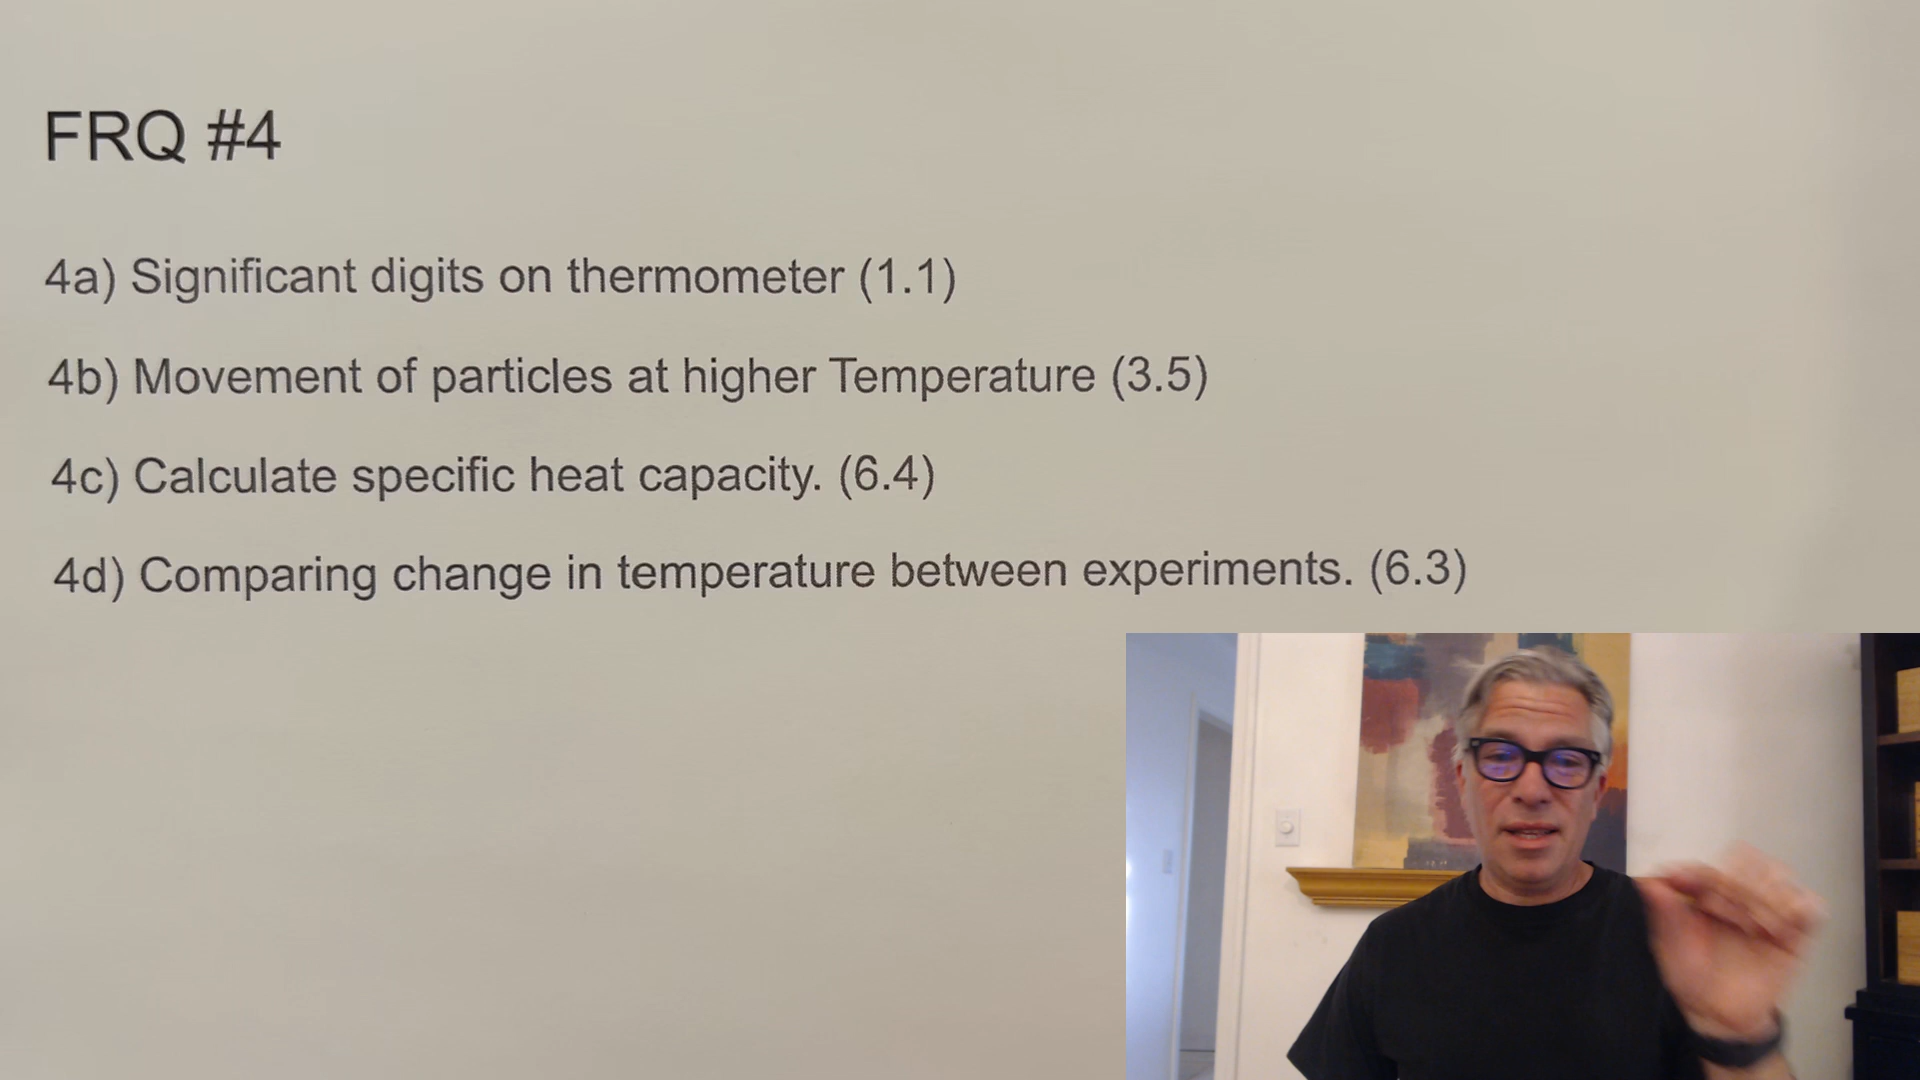 FRQ #4
4a) Significant digits on thermometer (1.1)
4b) Movement of particles at higher Temperature (3.5)
4c) Calculate specific heat capacity. (6.4)
4d) Comparing change in temperature between experiments. (6.3)